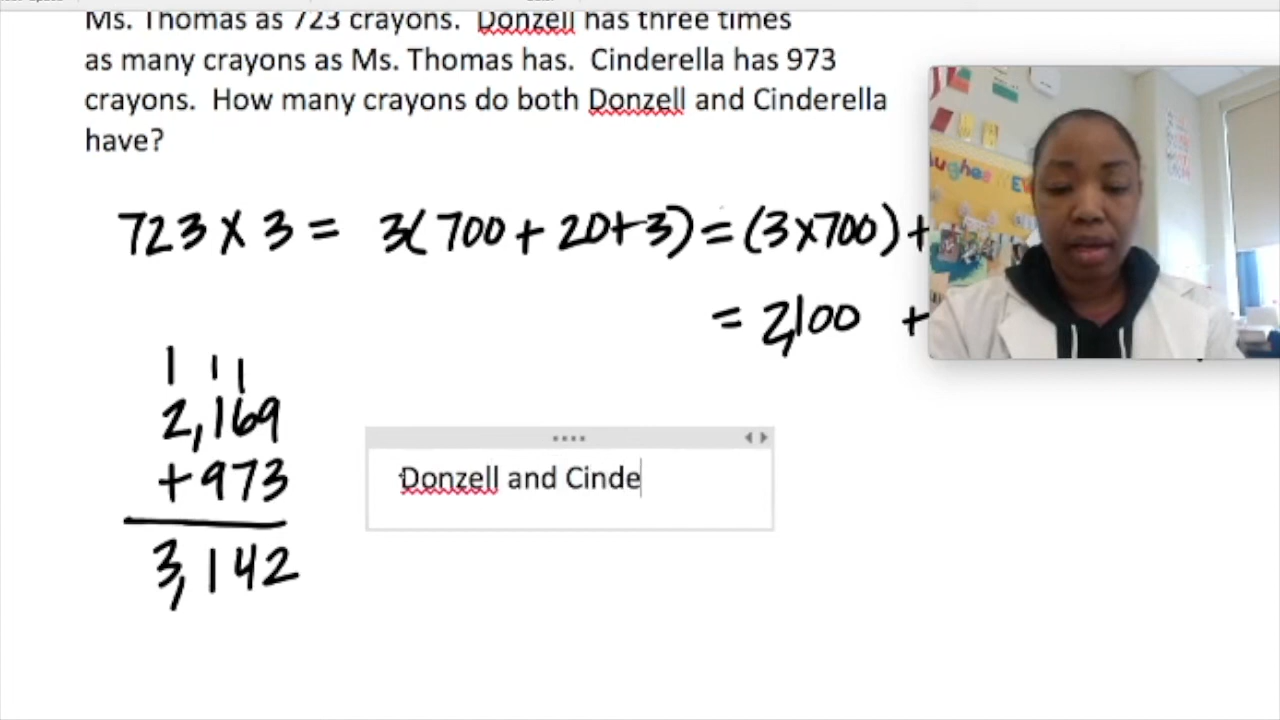 Ms. Thomas as 723 crayons. Donzell has three times
as many crayons as Ms. Thomas has. Cinderella has 973
crayons. How many crayons do both Donzell and Cinderella
have?
723 x 3 = 3(700 + 20+3) = (3x700) +
= 2,100 +
1 1 1
2,169
+973
3,142
Donzell and Cinde